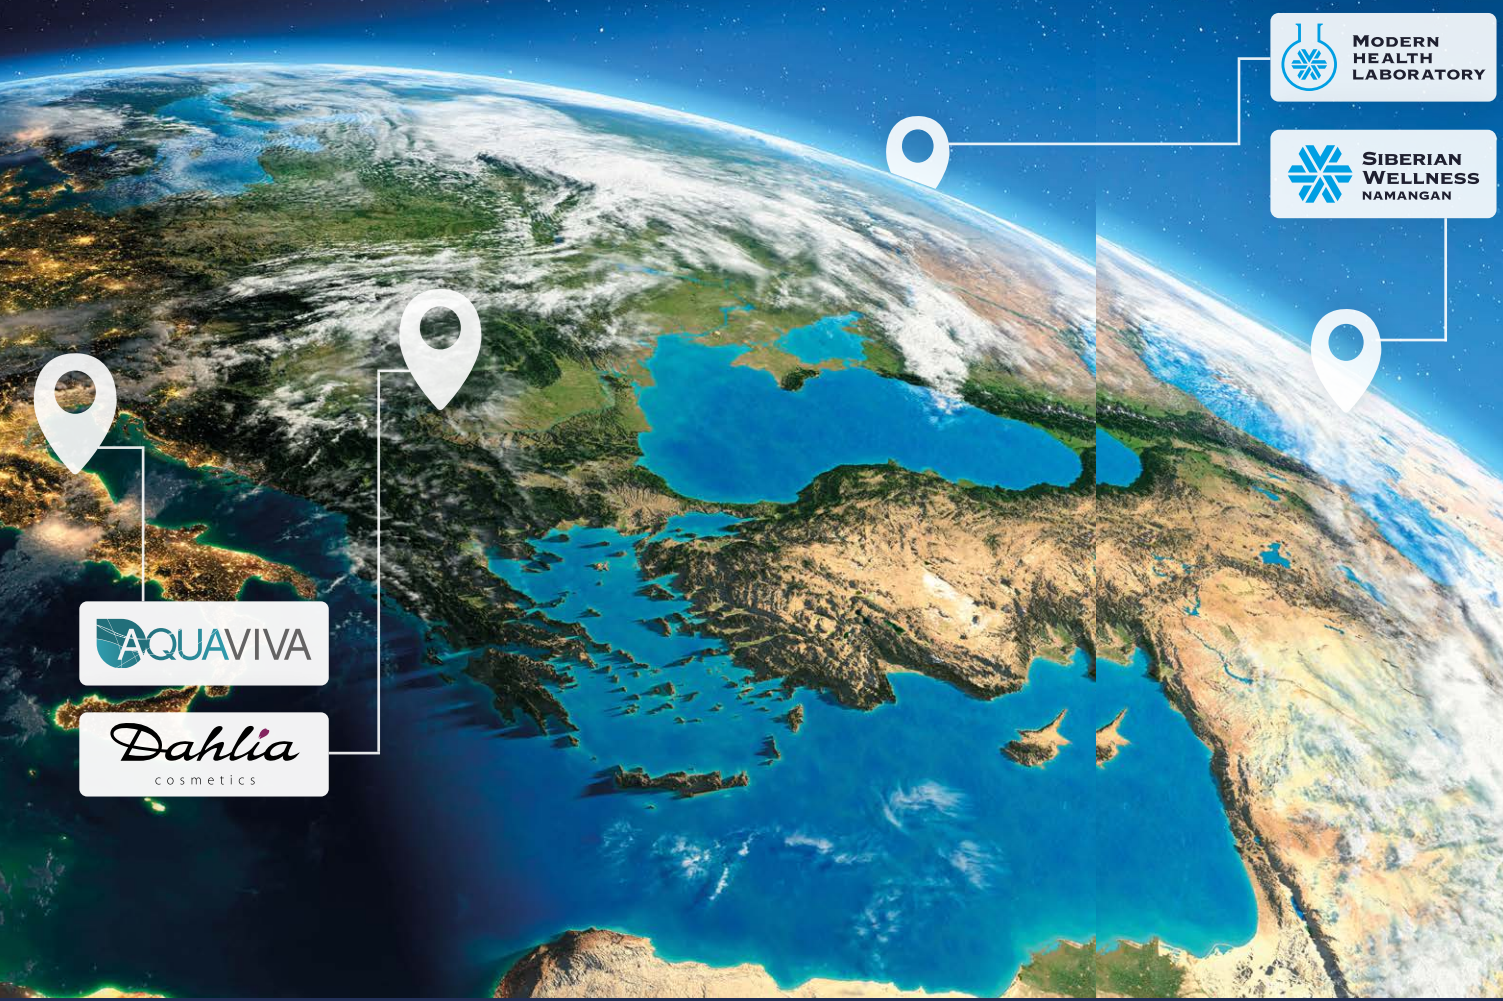 MODERN
HEALTH
LABORATORY
SIBERIAN
WELLNESS
NAMANGAN
AQUAVIVA
Dahlia
cosmetics